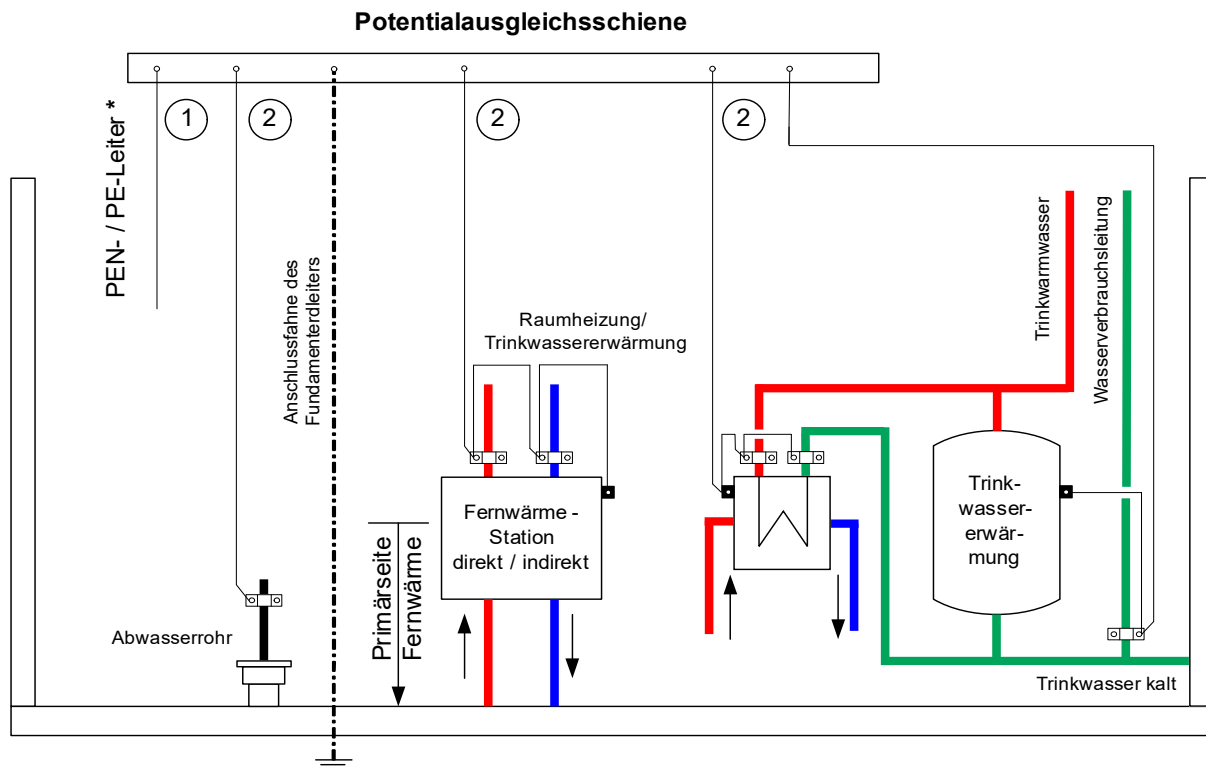 Potentialausgleichsschiene
1
2
2
2
PEN- / PE-Leiter *
Anschlussfahne des
Fundamenterdleiters
Raumheizung/
Trinkwassererwärmung
Trinkwarmwasser
Wasserverbrauchsleitung
Fernwärme -
Station
direkt / indirekt
Trink-
wasser-
erwär-
mung
Primärseite
Fernwärme
Abwasserrohr
Trinkwasser kalt